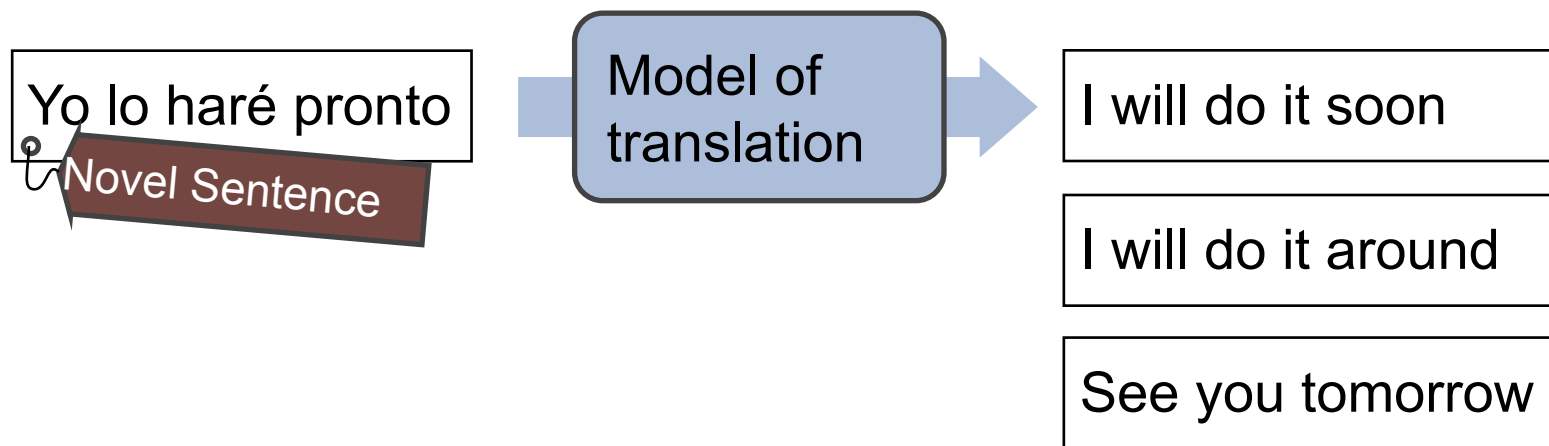 Yo lo haré pronto
Novel Sentence
Model of
translation
I will do it soon
I will do it around
See you tomorrow